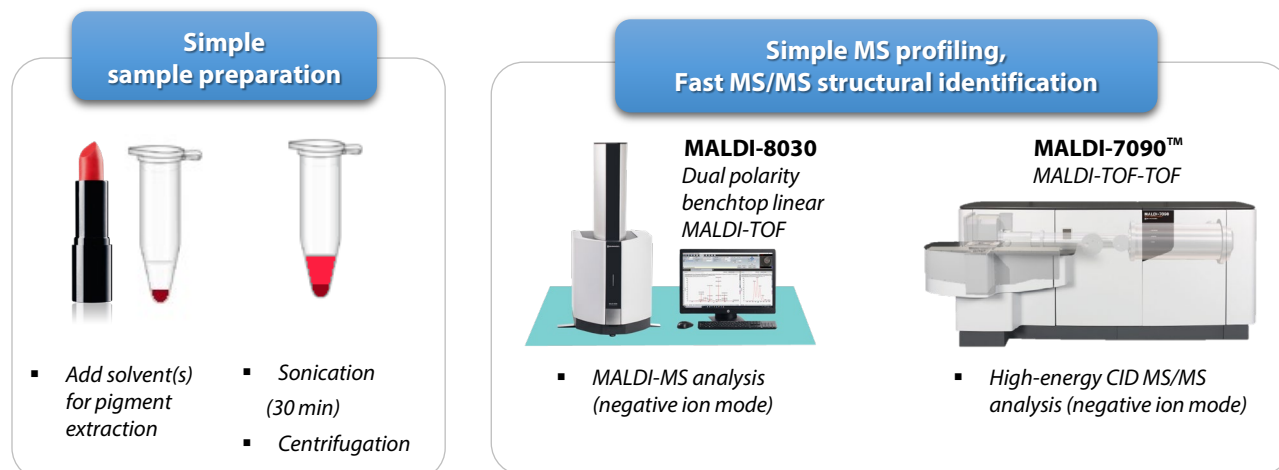 Simple
sample preparation
Simple MS profiling,
Fast MS/MS structural identification
▪ Add solvent(s)
for pigment
extraction
▪ Sonication
(30 min)
▪ Centrifugation
MALDI-8030
Dual polarity
benchtop linear
MALDI-TOF
▪ MALDI-MS analysis
(negative ion mode)
MALDI-7090™
MALDI-TOF-TOF
▪ High-energy CID MS/MS
analysis (negative ion mode)